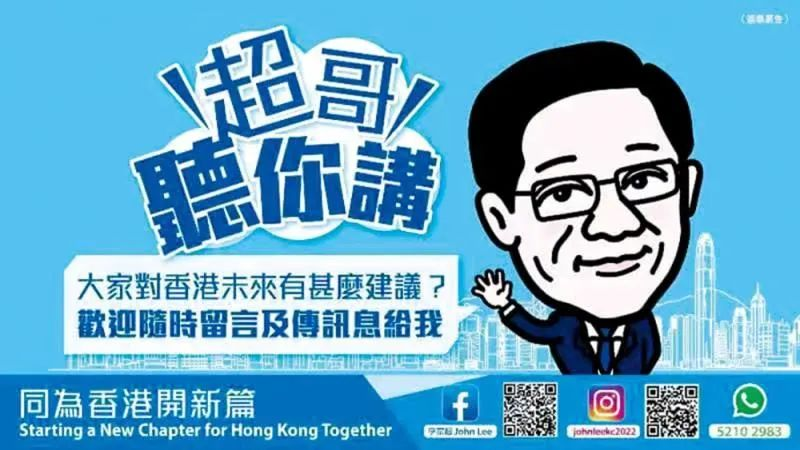 （選舉廣告）
超哥
聽你講
大家對香港未來有甚麼建議？
歡迎隨時留言及傳訊息給我
同為香港開新篇
Starting a New Chapter for Hong Kong Together
李家超 John Lee
johnleekc2022
5210 2983